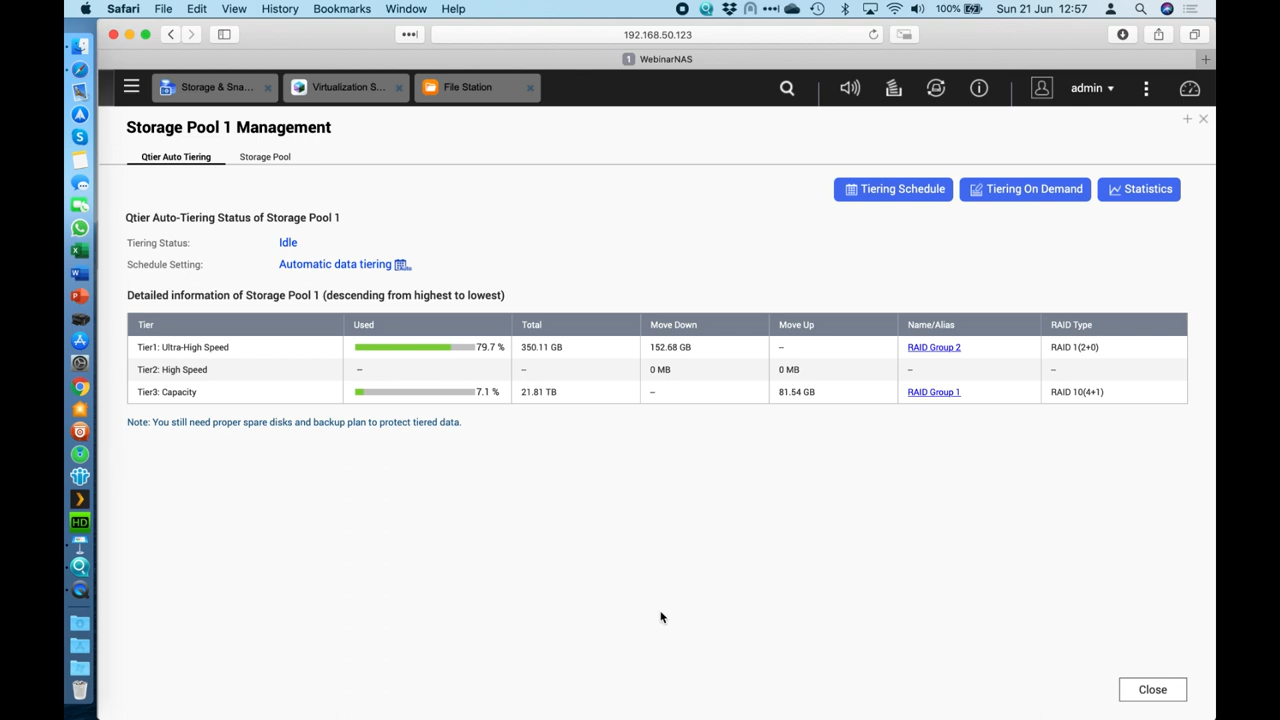 Safari File Edit View History Bookmarks Window Help 100% Sun 21 Jun 12:57
192.168.50.123
1 WebinarNAS
Storage & Sna... Virtualization S... File Station admin
Storage Pool 1 Management
Qtier Auto Tiering Storage Pool
Tiering Schedule Tiering On Demand Statistics
Qtier Auto-Tiering Status of Storage Pool 1
Tiering Status: Idle
Schedule Setting: Automatic data tiering
Detailed information of Storage Pool 1 (descending from highest to lowest)
Tier Used Total Move Down Move Up Name/Alias RAID Type
Tier1: Ultra-High Speed 79.7 % 350.11 GB 152.68 GB -- RAID Group 2 RAID 1(2+0)
Tier2: High Speed -- -- 0 MB 0 MB -- --
Tier3: Capacity 7.1 % 21.81 TB -- 81.54 GB RAID Group 1 RAID 10(4+1)
Note: You still need proper spare disks and backup plan to protect tiered data.
HD
Close